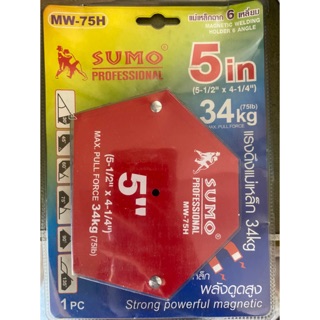 MW-75H
แม่เหล็กฉาก 6 เหลี่ยม
MAGNETIC WELDING
HOLDER 6 ANGLE
SUMO
PROFESSIONAL
5in
(5-1/2" x 4-1/4")
34kg
(75lb)
MAX. PULL FORCE
แรงดึงแม่เหล็ก 34kg
5"
(5-1/2" x 4-1/4")
MAX. PULL FORCE 34kg (75lb)
SUMO
PROFESSIONAL
MW-75H
พลังดูดสูง
Strong powerful magnetic
1 PC